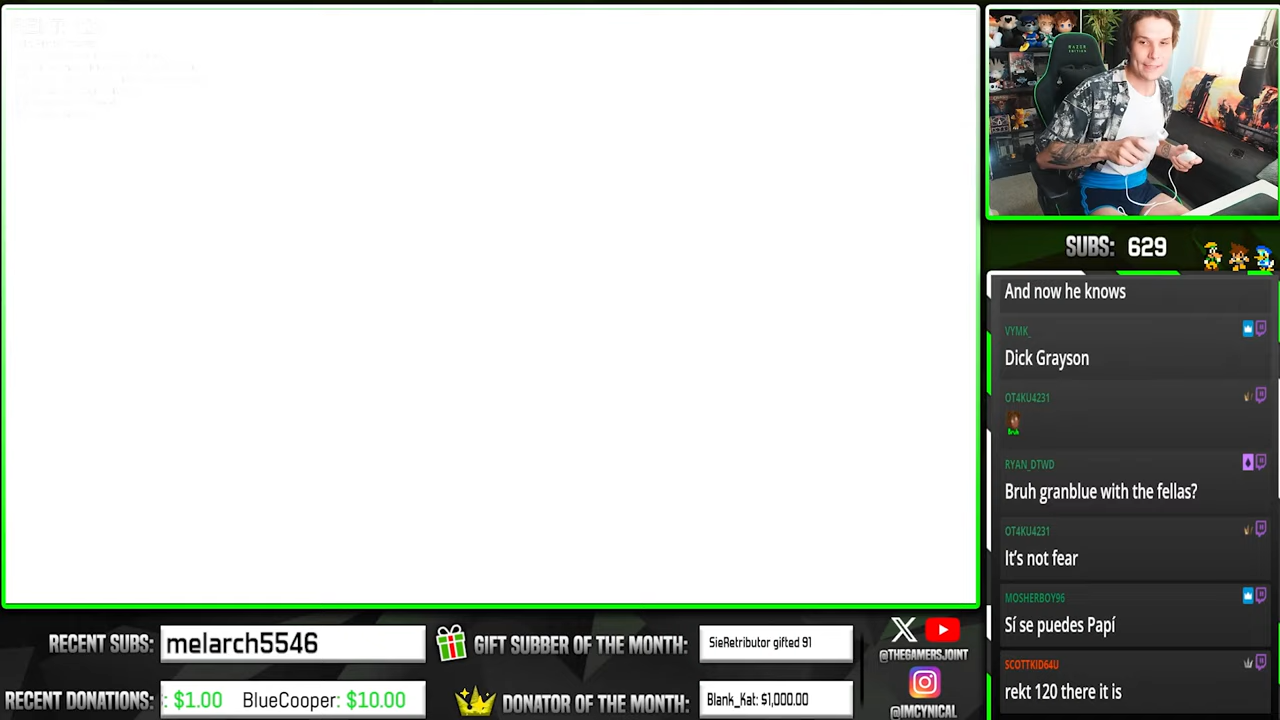 REKT: 120
SUBS: 629
And now he knows
VYMK_
Dick Grayson
OT4KU4231
Bruh
RYAN_DTWD
Bruh granblue with the fellas?
OT4KU4231
It's not fear
MOSHERBOY96
Sí se puedes Papí
SCOTTKID64U
rekt 120 there it is
RECENT SUBS: melarch5546
GIFT SUBBER OF THE MONTH: SieRetributor gifted 91
@THEGAMERSJOINT
RECENT DONATIONS: : $1.00 BlueCooper: $10.00
DONATOR OF THE MONTH: Blank_Kat: $1,000.00
@IMCYNICAL